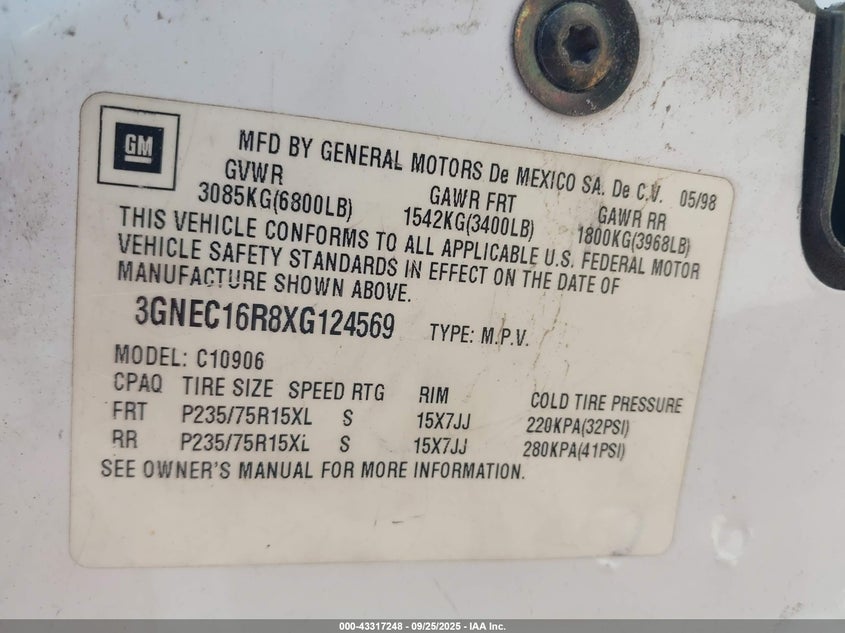 GM
MFD BY GENERAL MOTORS De MEXICO SA. De C.V. 05/98
GVWR GAWR FRT GAWR RR
3085KG(6800LB) 1542KG(3400LB) 1800KG(3968LB)
THIS VEHICLE CONFORMS TO ALL APPLICABLE U.S. FEDERAL MOTOR
VEHICLE SAFETY STANDARDS IN EFFECT ON THE DATE OF
MANUFACTURE SHOWN ABOVE.
3GNEC16R8XG124569 TYPE: M.P.V.
MODEL: C10906
CPAQ TIRE SIZE SPEED RTG RIM COLD TIRE PRESSURE
FRT P235/75R15XL S 15X7JJ 220KPA(32PSI)
RR P235/75R15XL S 15X7JJ 280KPA(41PSI)
SEE OWNER'S MANUAL FOR MORE INFORMATION.
000-43317248 - 09/25/2025 - IAA Inc.